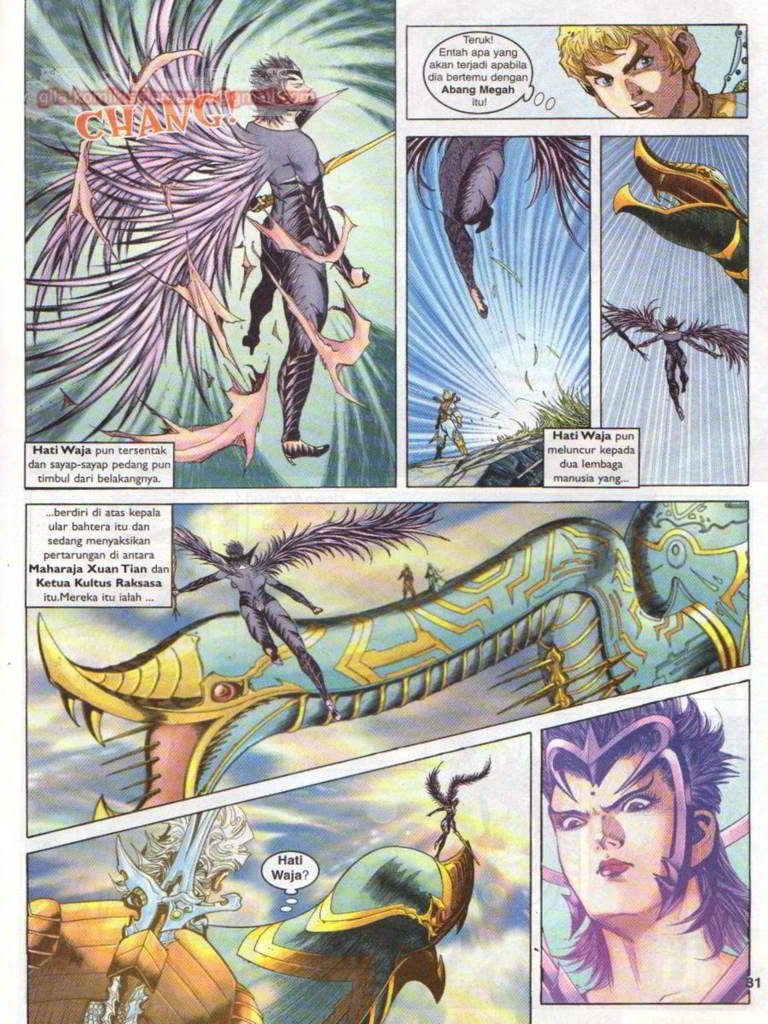 CHANG!
Hati Waja pun tersentak
dan sayap-sayap pedang pun
timbul dari belakangnya.
Teruk!
Entah apa yang
akan terjadi apabila
dia bertemu dengan
Abang Megah
itu!
Hati Waja pun
meluncur kepada
dua lembaga
manusia yang...
...berdiri di atas kepala
ular bahtera itu dan
sedang menyaksikan
pertarungan di antara
Maharaja Xuan Tian dan
Ketua Kultus Raksasa
itu.Mereka itu ialah ...
Hati
Waja?
31